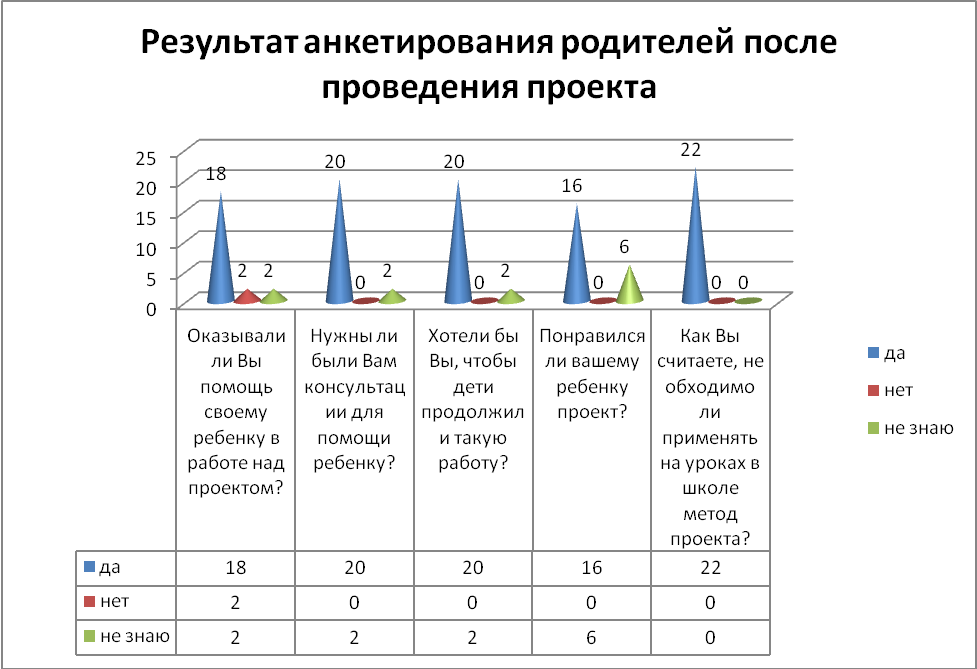 Результат анкетирования родителей после
проведения проекта
25
20
15
10
5
0
18
2
2
20
0
2
20
0
2
16
0
6
22
0
0
Оказывали
ли Вы
помощь
своему
ребенку в
работе над
проектом?
Нужны ли
были Вам
консультац
ии для
помощи
ребенку?
Хотели бы
Вы, чтобы
дети
продолжил
и такую
работу?
Понравился
ли вашему
ребенку
проект?
Как Вы
считаете, не
обходимо
ли
применять
на уроках в
школе
метод
проекта?
да
нет
не знаю
да 18 20 20 16 22
нет 2 0 0 0 0
не знаю 2 2 2 6 0